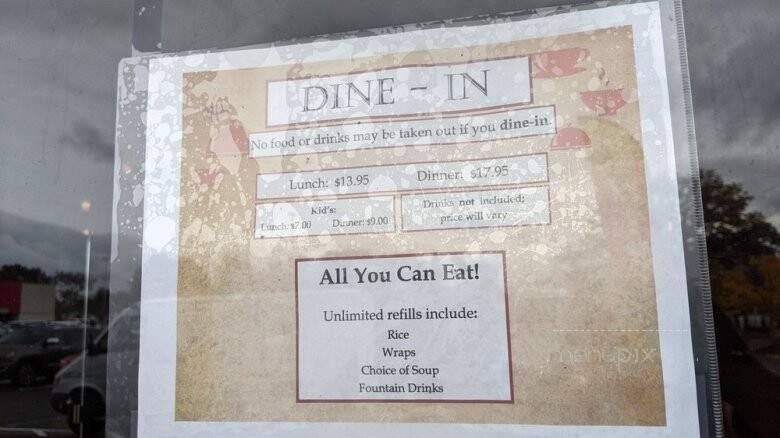 DINE - IN
No food or drinks may be taken out if you dine-in.
Lunch: $13.95 Dinner: $17.95
Kid's:
Lunch: $7.00 Dinner: $9.00
Drinks not included;
price will vary
All You Can Eat!
Unlimited refills include:
Rice
Wraps
Choice of Soup
Fountain Drinks
menupix